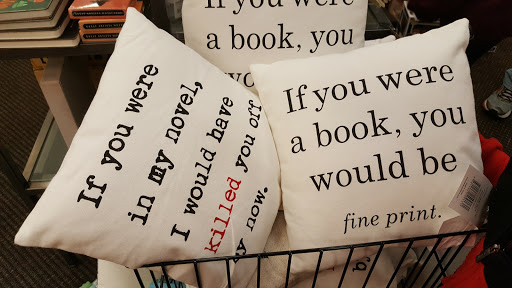 If you were
in my novel,
I would have
killed you off
by now.
If you were
a book, you
If you were
a book, you
would be
fine print.